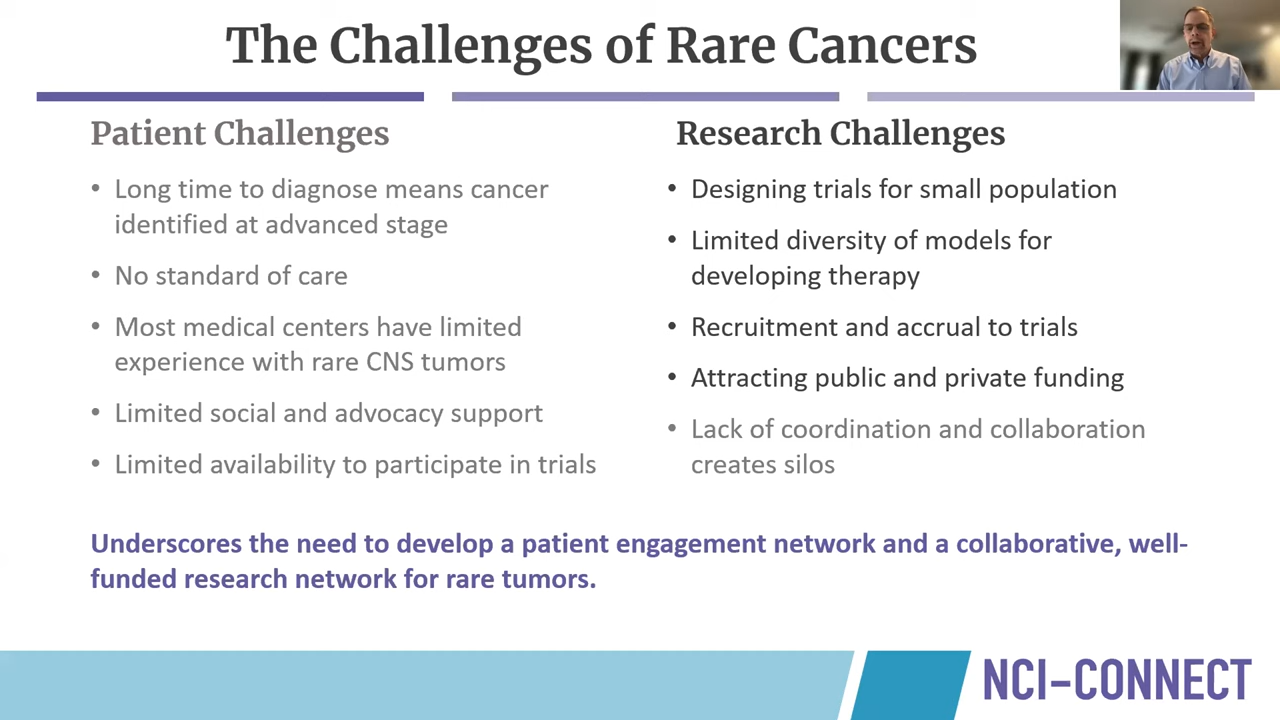 The Challenges of Rare Cancers
Patient Challenges
• Long time to diagnose means cancer
identified at advanced stage
• No standard of care
• Most medical centers have limited
experience with rare CNS tumors
• Limited social and advocacy support
• Limited availability to participate in trials
Research Challenges
• Designing trials for small population
• Limited diversity of models for
developing therapy
• Recruitment and accrual to trials
• Attracting public and private funding
• Lack of coordination and collaboration
creates silos
Underscores the need to develop a patient engagement network and a collaborative, well-
funded research network for rare tumors.
NCI-CONNECT